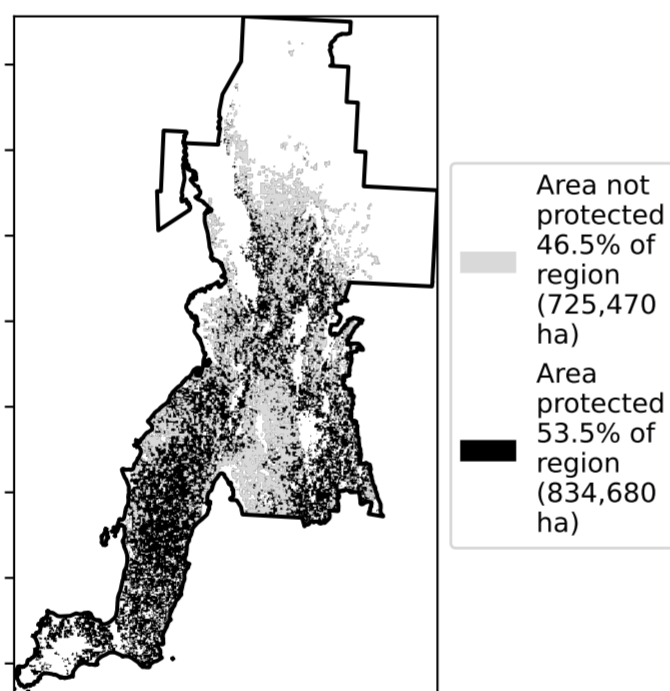 Area not
protected
46.5% of
region
(725,470
ha)
Area
protected
53.5% of
region
(834,680
ha)